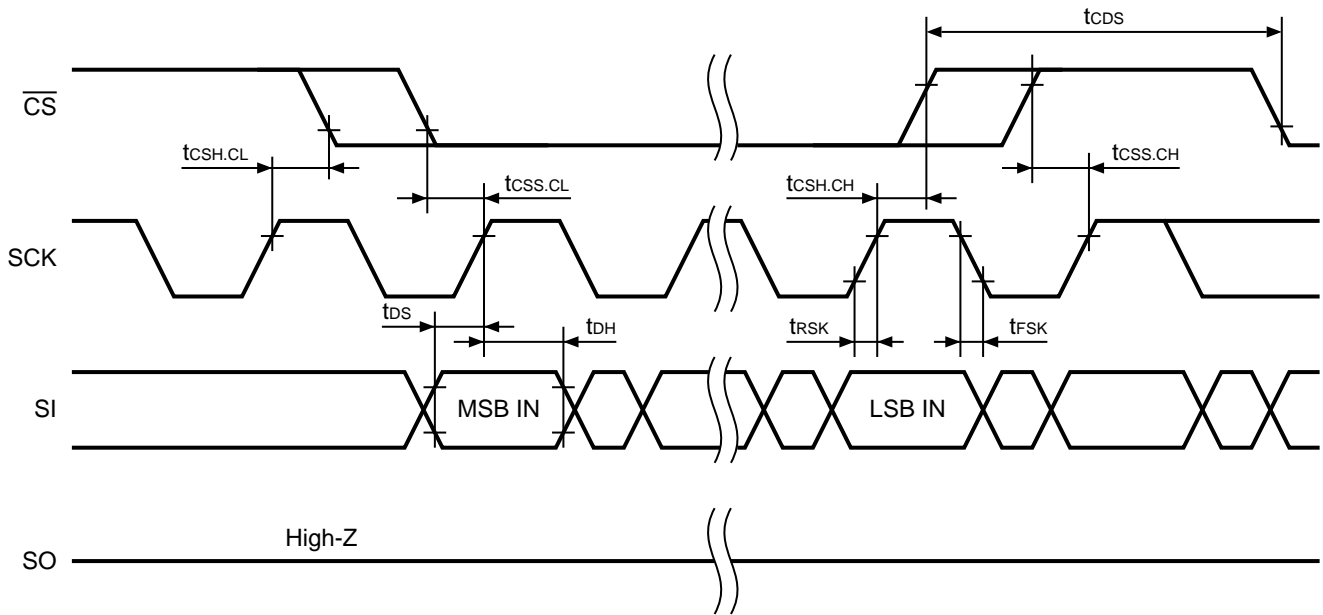 tCDS
CS
tCSH.CL
tCSS.CL
tCSH.CH
tCSS.CH
SCK
tDS
tDH
tRSK
tFSK
SI
MSB IN
LSB IN
High-Z
SO